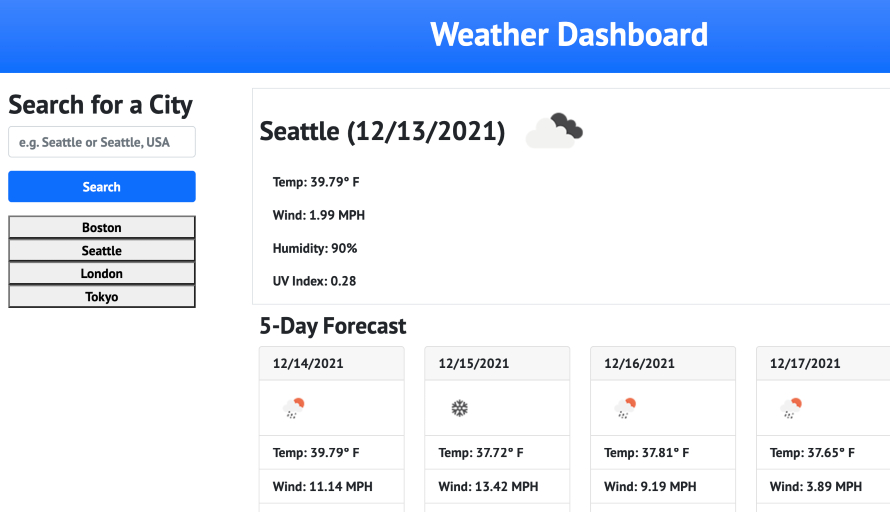 Weather Dashboard
Search for a City
e.g. Seattle or Seattle, USA
Search
Boston
Seattle
London
Tokyo
Seattle (12/13/2021)
Temp: 39.79° F
Wind: 1.99 MPH
Humidity: 90%
UV Index: 0.28
5-Day Forecast
12/14/2021
Temp: 39.79° F
Wind: 11.14 MPH
12/15/2021
Temp: 37.72° F
Wind: 13.42 MPH
12/16/2021
Temp: 37.81° F
Wind: 9.19 MPH
12/17/2021
Temp: 37.65° F
Wind: 3.89 MPH